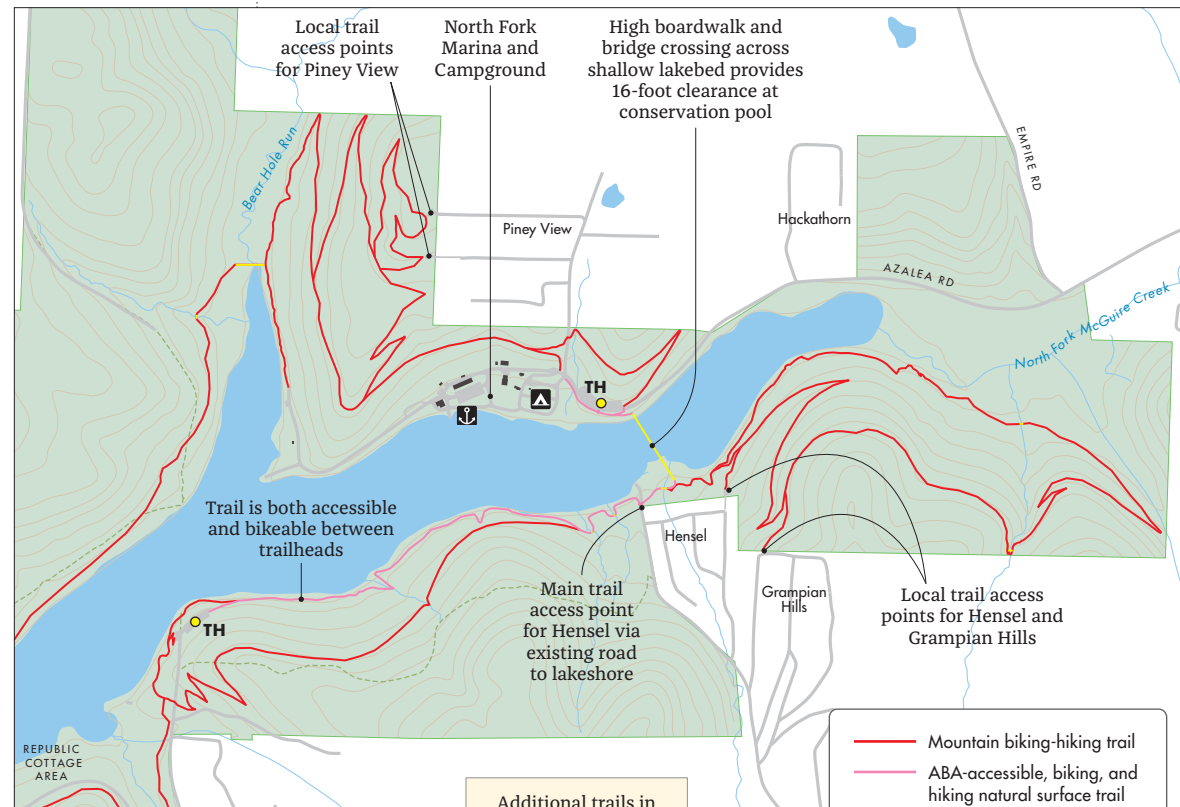 Local trail
access points
for Piney View
North Fork
Marina and
Campground
High boardwalk and
bridge crossing across
shallow lakebed provides
16-foot clearance at
conservation pool
Bear Hole Run
EMPIRE RD
Piney View
Hackathorn
AZALEA RD
North Fork McGuire Creek
TH
Trail is both accessible
and bikeable between
trailheads
Hensel
Main trail
access point
for Hensel via
existing road
to lakeshore
Grampian
Hills
Local trail access
points for Hensel and
Grampian Hills
TH
REPUBLIC
COTTAGE
AREA
Mountain biking-hiking trail
ABA-accessible, biking, and
hiking natural surface trail
Additional trails in